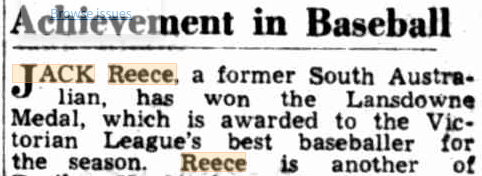 Browse issues
Achievement in Baseball
JACK Reece, a former South Austra-
lian, has won the Lansdowne
Medal, which is awarded to the Vic-
torian League's best baseballer for
the season. Reece is another of